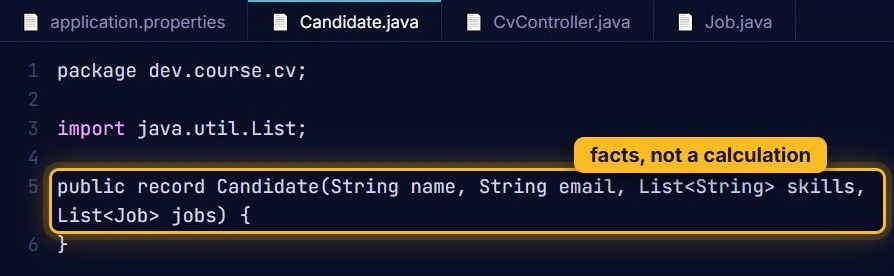 application.properties Candidate.java CvController.java Job.java
1 package dev.course.cv;
2
3 import java.util.List;
facts, not a calculation
4
5 public record Candidate(String name, String email, List<String> skills,
List<Job> jobs) {
6 }